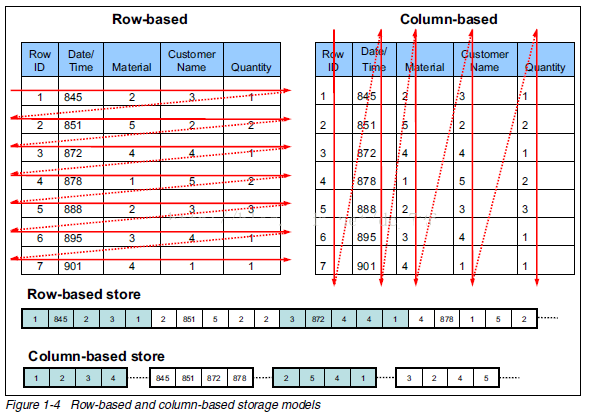 Row-based
Row ID Date/ Time Material Customer Name Quantity
1 845 2 3 1
2 851 5 2 2
3 872 4 4 1
4 878 1 5 2
5 888 2 3 3
6 895 3 4 1
7 901 4 1 1
Column-based
Row ID Date/ Time Material Customer Name Quantity
1 845 2 3 1
2 851 5 2 2
3 872 4 4 1
4 878 1 5 2
5 888 2 3 3
6 895 3 4 1
7 901 4 1 1
Row-based store
1 845 2 3 1 2 851 5 2 2 3 872 4 4 1 4 878 1 5 2
Column-based store
1 2 3 4 845 851 872 878 2 5 4 1 3 2 4 5
Figure 1-4 Row-based and column-based storage models